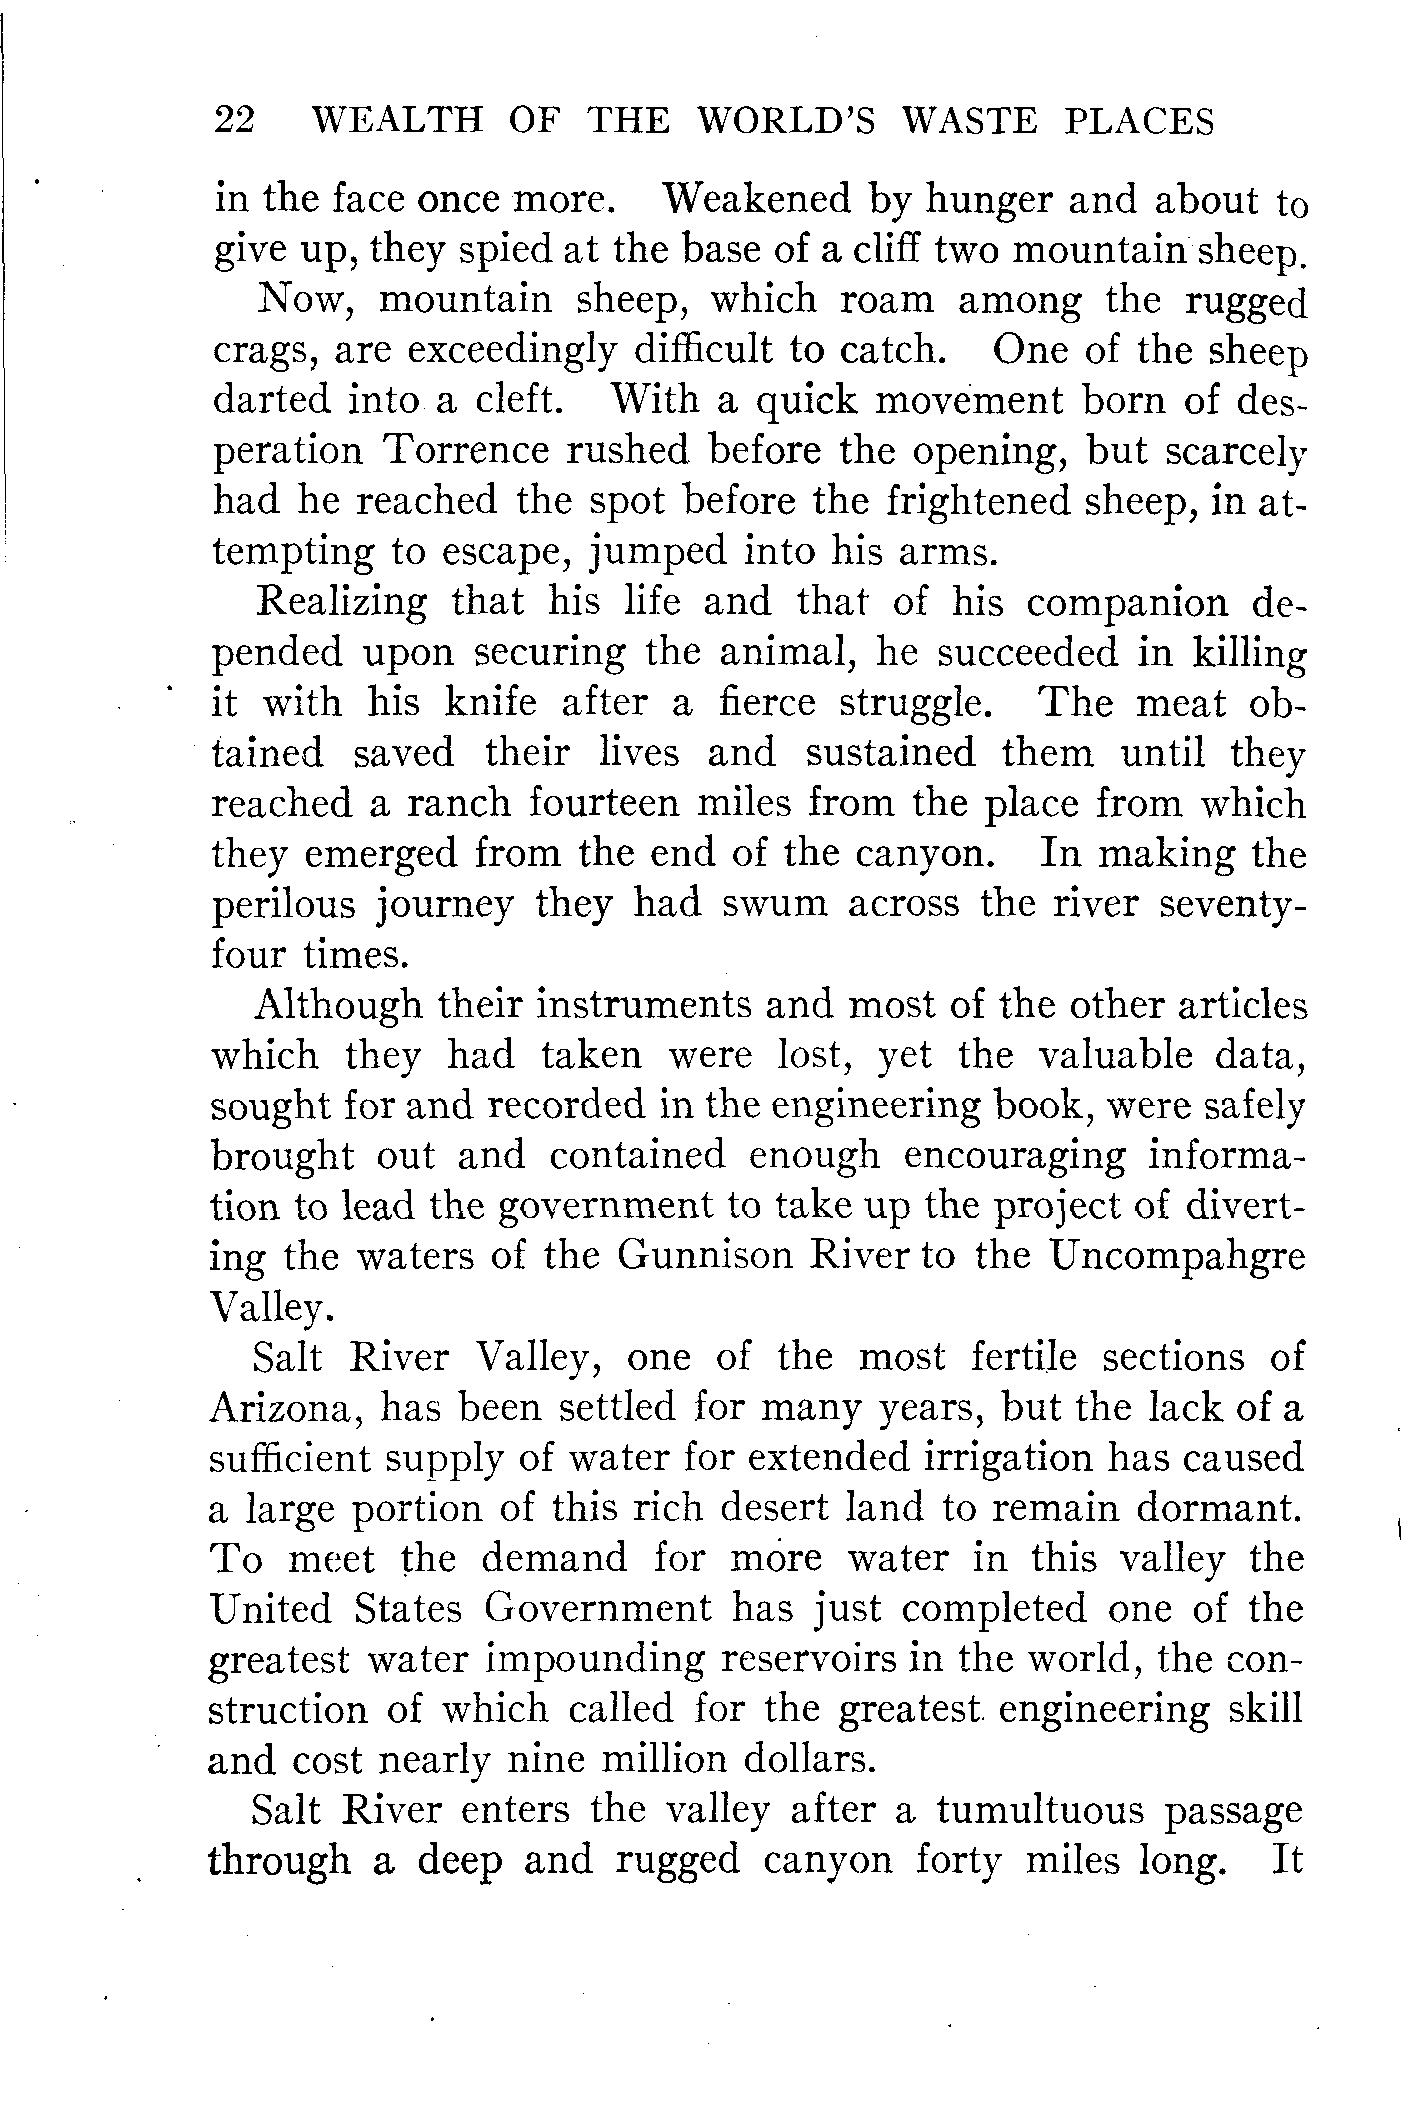 22 WEALTH OF THE WORLD'S WASTE PLACES
in the face once more. Weakened by hunger and about to
give up, they spied at the base of a cliff two mountain sheep.
Now, mountain sheep, which roam among the rugged
crags, are exceedingly difficult to catch. One of the sheep
darted into a cleft. With a quick movement born of des-
peration Torrence rushed before the opening, but scarcely
had he reached the spot before the frightened sheep, in at-
tempting to escape, jumped into his arms.
Realizing that his life and that of his companion de-
pended upon securing the animal, he succeeded in killing
it with his knife after a fierce struggle. The meat ob-
tained saved their lives and sustained them until they
reached a ranch fourteen miles from the place from which
they emerged from the end of the canyon. In making the
perilous journey they had swum across the river seventy-
four times.
Although their instruments and most of the other articles
which they had taken were lost, yet the valuable data,
sought for and recorded in the engineering book, were safely
brought out and contained enough encouraging informa-
tion to lead the government to take up the project of divert-
ing the waters of the Gunnison River to the Uncompahgre
Valley.
Salt River Valley, one of the most fertile sections of
Arizona, has been settled for many years, but the lack of a
sufficient supply of water for extended irrigation has caused
a large portion of this rich desert land to remain dormant.
To meet the demand for more water in this valley the
United States Government has just completed one of the
greatest water impounding reservoirs in the world, the con-
struction of which called for the greatest engineering skill
and cost nearly nine million dollars.
Salt River enters the valley after a tumultuous passage
through a deep and rugged canyon forty miles long. It